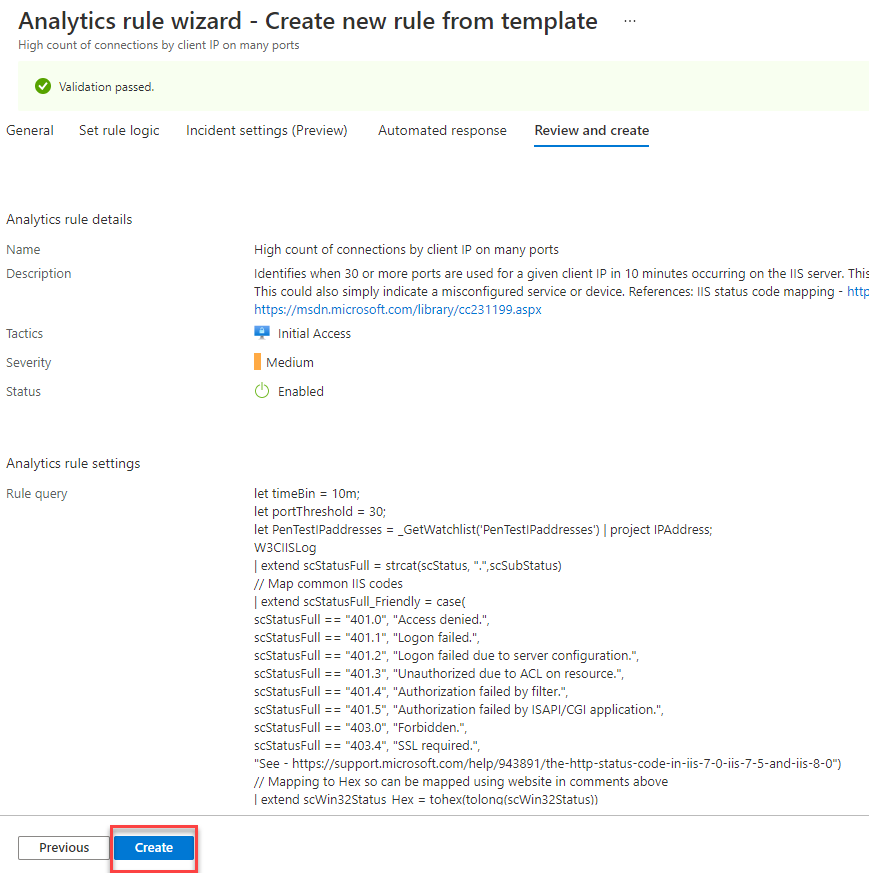 Analytics rule wizard - Create new rule from template ...
High count of connections by client IP on many ports
Validation passed.
General Set rule logic Incident settings (Preview) Automated response Review and create
Analytics rule details
Name High count of connections by client IP on many ports
Description Identifies when 30 or more ports are used for a given client IP in 10 minutes occurring on the IIS server. This
This could also simply indicate a misconfigured service or device. References: IIS status code mapping - http
https://msdn.microsoft.com/library/cc231199.aspx
Tactics Initial Access
Severity Medium
Status Enabled
Analytics rule settings
Rule query let timeBin = 10m;
let portThreshold = 30;
let PenTestIPaddresses = _GetWatchlist('PenTestIPaddresses') | project IPAddress;
W3CIISLog
| extend scStatusFull = strcat(scStatus, ".",scSubStatus)
// Map common IIS codes
| extend scStatusFull_Friendly = case(
scStatusFull == "401.0", "Access denied.",
scStatusFull == "401.1", "Logon failed.",
scStatusFull == "401.2", "Logon failed due to server configuration.",
scStatusFull == "401.3", "Unauthorized due to ACL on resource.",
scStatusFull == "401.4", "Authorization failed by filter.",
scStatusFull == "401.5", "Authorization failed by ISAPI/CGI application.",
scStatusFull == "403.0", "Forbidden.",
scStatusFull == "403.4", "SSL required.",
"See - https://support.microsoft.com/help/943891/the-http-status-code-in-iis-7-0-iis-7-5-and-iis-8-0")
// Mapping to Hex so can be mapped using website in comments above
| extend scWin32Status_Hex = tohex(tolong(scWin32Status))
Previous Create